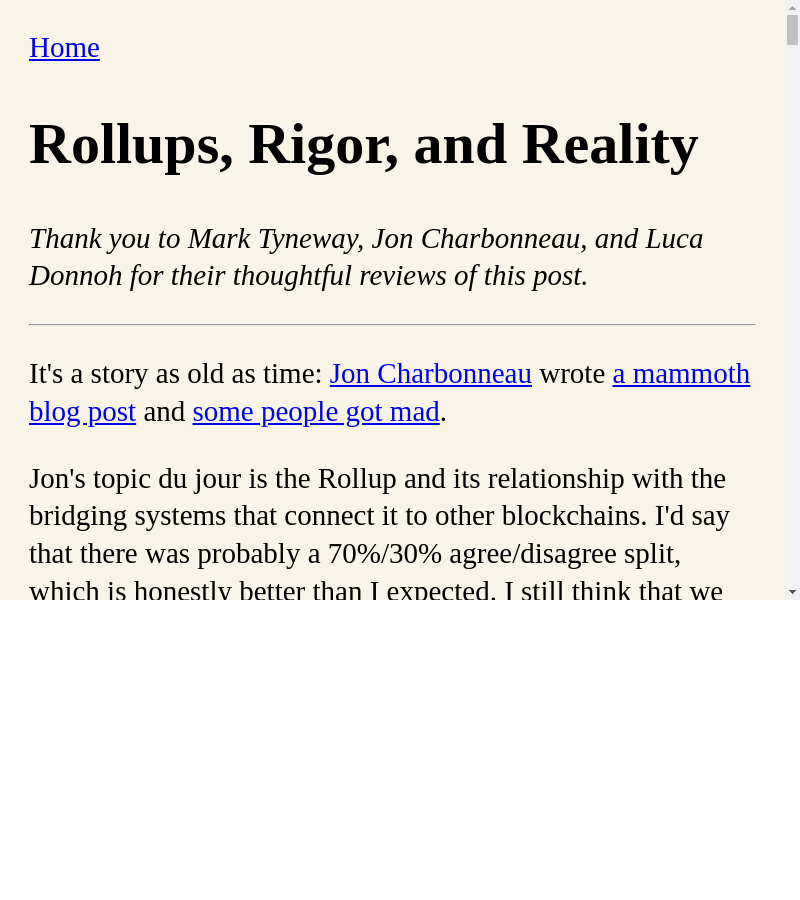 Home
Rollups, Rigor, and Reality
Thank you to Mark Tyneway, Jon Charbonneau, and Luca
Donnoh for their thoughtful reviews of this post.
It's a story as old as time: Jon Charbonneau wrote a mammoth
blog post and some people got mad.
Jon's topic du jour is the Rollup and its relationship with the
bridging systems that connect it to other blockchains. I'd say
that there was probably a 70%/30% agree/disagree split,
which is honestly better than I expected. I still think that we